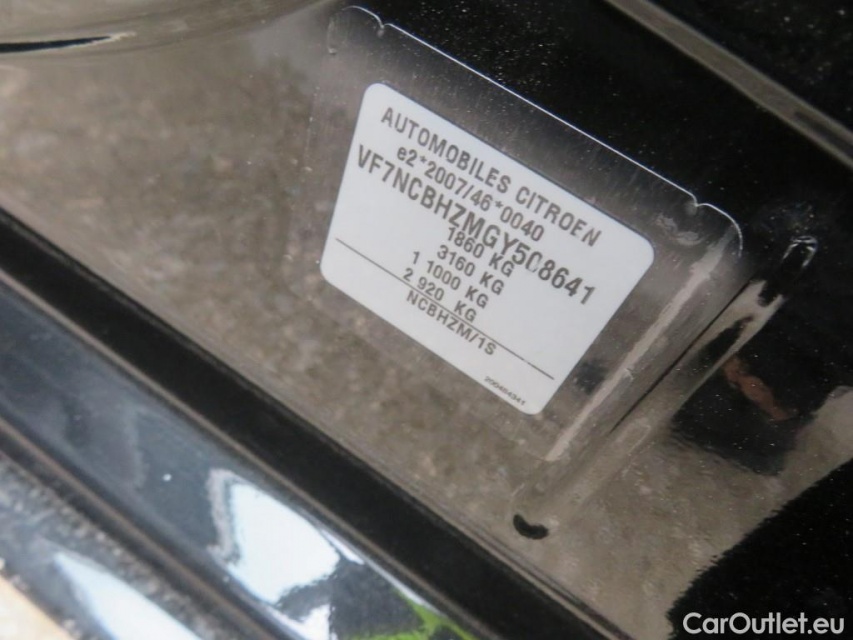 AUTOMOBILES CITROEN
e2*2007/46*0040
VF7NCBHZMGY508641
1860 KG
3160 KG
1 1000 KG
2 920 KG
NCBHZM/1S
200404341
CarOutlet.eu